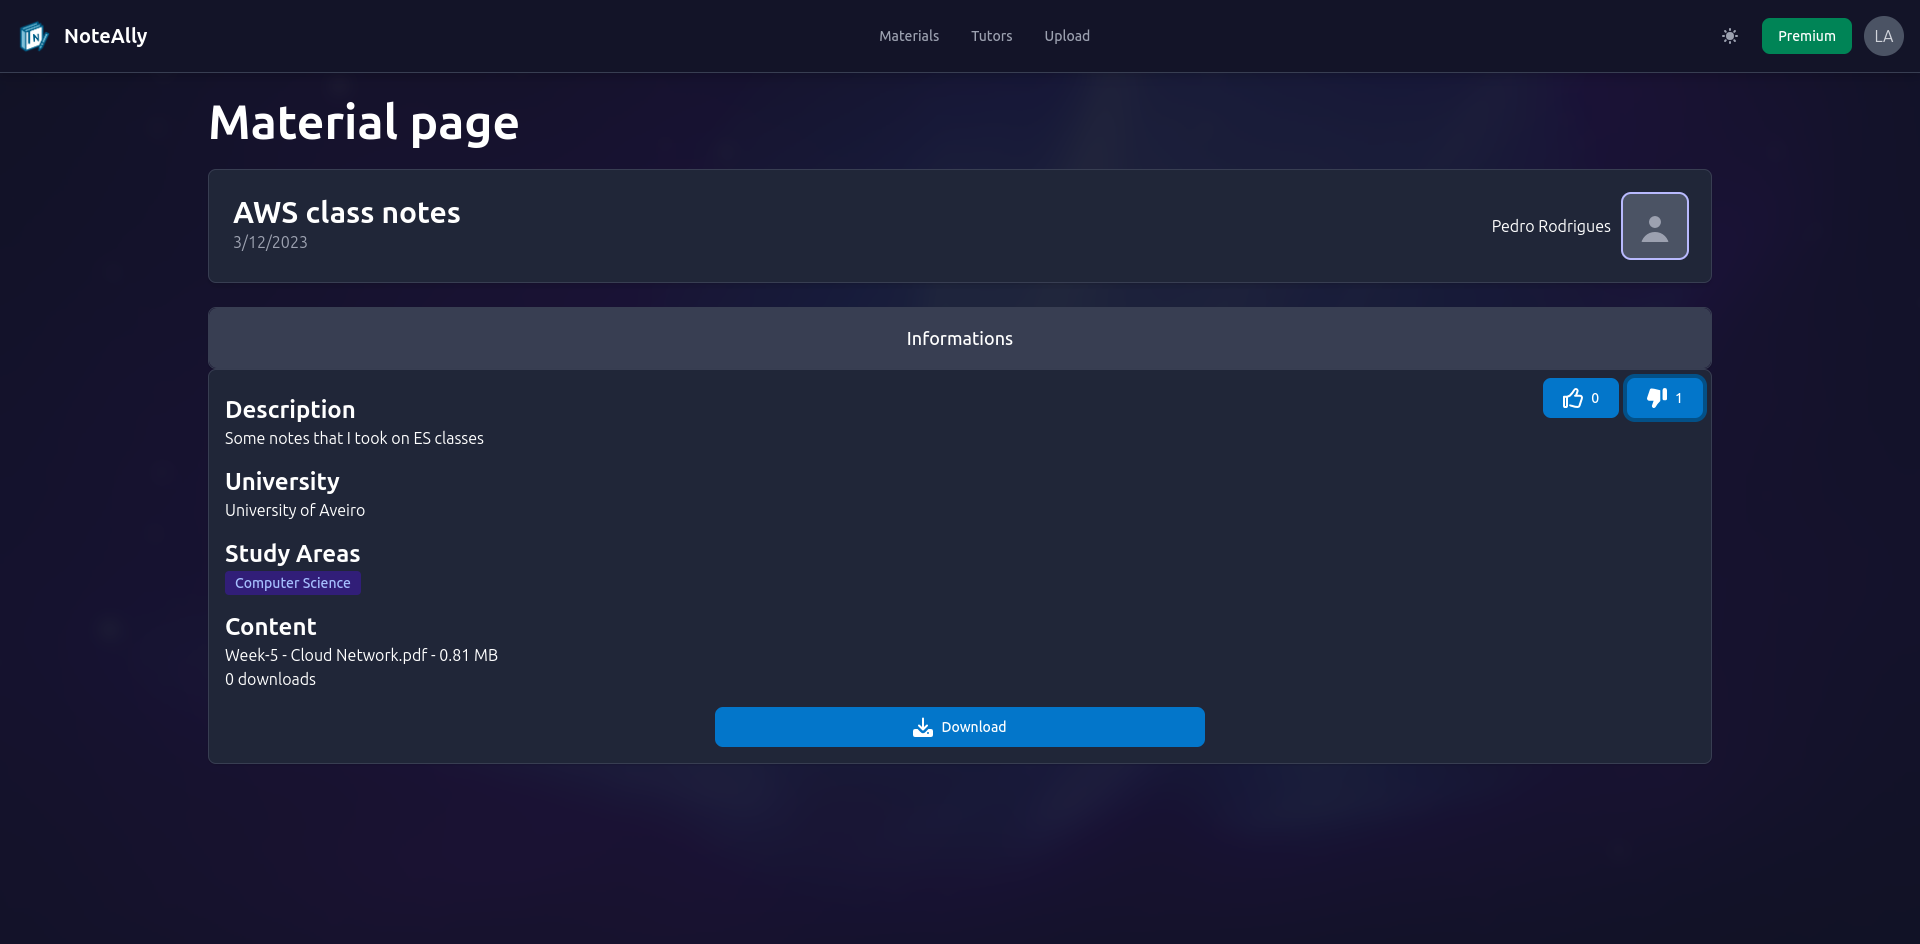 NoteAlly
Materials
Tutors
Upload
Premium
LA
Material page
AWS class notes
3/12/2023
Pedro Rodrigues
Informations
0
1
Description
Some notes that I took on ES classes
University
University of Aveiro
Study Areas
Computer Science
Content
Week-5 - Cloud Network.pdf - 0.81 MB
0 downloads
Download